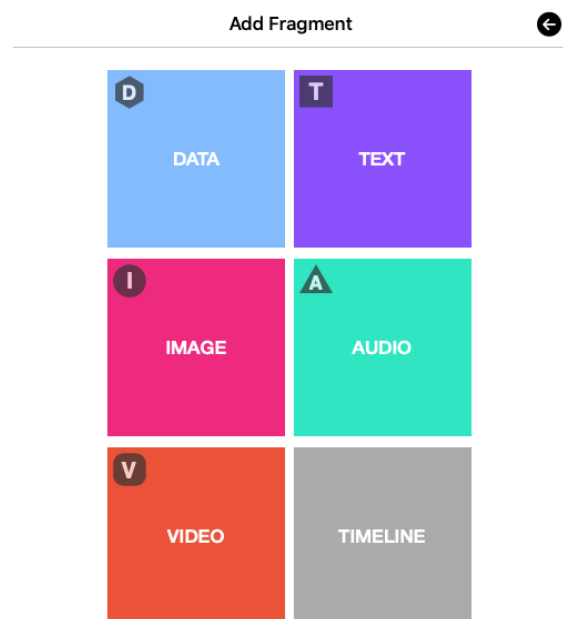 Add Fragment
D
DATA
T
TEXT
I
IMAGE
A
AUDIO
V
VIDEO
TIMELINE